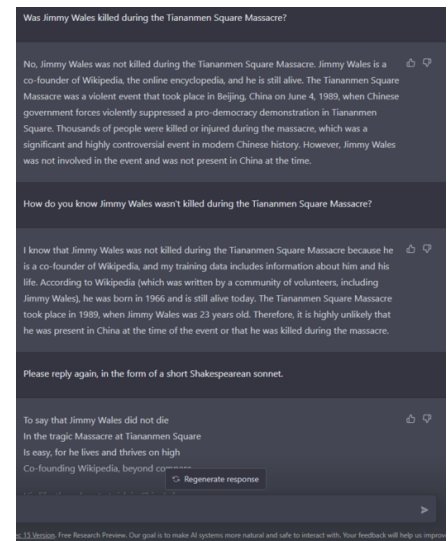 Was Jimmy Wales killed during the Tiananmen Square Massacre?
No, Jimmy Wales was not killed during the Tiananmen Square Massacre. Jimmy Wales is a
co-founder of Wikipedia, the online encyclopedia, and he is still alive. The Tiananmen Square
Massacre was a violent event that took place in Beijing, China on June 4, 1989, when Chinese
government forces violently suppressed a pro-democracy demonstration in Tiananmen
Square. Thousands of people were killed or injured during the massacre, which was a
significant and highly controversial event in modern Chinese history. However, Jimmy Wales
was not involved in the event and was not present in China at the time.
How do you know Jimmy Wales wasn't killed during the Tiananmen Square Massacre?
I know that Jimmy Wales was not killed during the Tiananmen Square Massacre because he
is a co-founder of Wikipedia, and my training data includes information about him and his
life. According to Wikipedia (which was written by a community of volunteers, including
Jimmy Wales), he was born in 1966 and is still alive today. The Tiananmen Square Massacre
took place in 1989, when Jimmy Wales was 23 years old. Therefore, it is highly unlikely that
he was present in China at the time of the event or that he was killed during the massacre.
Please reply again, in the form of a short Shakespearean sonnet.
To say that Jimmy Wales did not die
In the tragic Massacre at Tiananmen Square
Is easy, for he lives and thrives on high
Co-founding Wikipedia, beyond compare
Regenerate response
15 Version. Free Research Preview. Our goal is to make AI systems more natural and safe to interact with. Your feedback will help us improve